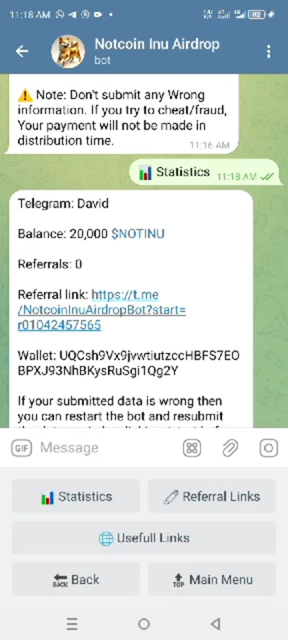 11:18 AM
Notcoin Inu Airdrop
bot
Note: Don't submit any Wrong
information. If you try to cheat/fraud,
Your payment will not be made in
distribution time.
11:16 AM
Statistics 11:18 AM
Telegram: David
Balance: 20,000 $NOTINU
Referrals: 0
Referral link: https://t.me
/NotcoinInuAirdropBot?start=
r01042457565
Wallet: UQCsh9Vx9jvwtiutzccHBFS7EO
BPXJ93NhBKysRuSgi1Qg2Y
If your submitted data is wrong then
you can restart the bot and resubmit
GIF Message
Statistics
Referral Links
Usefull Links
BACK Back
TOP Main Menu